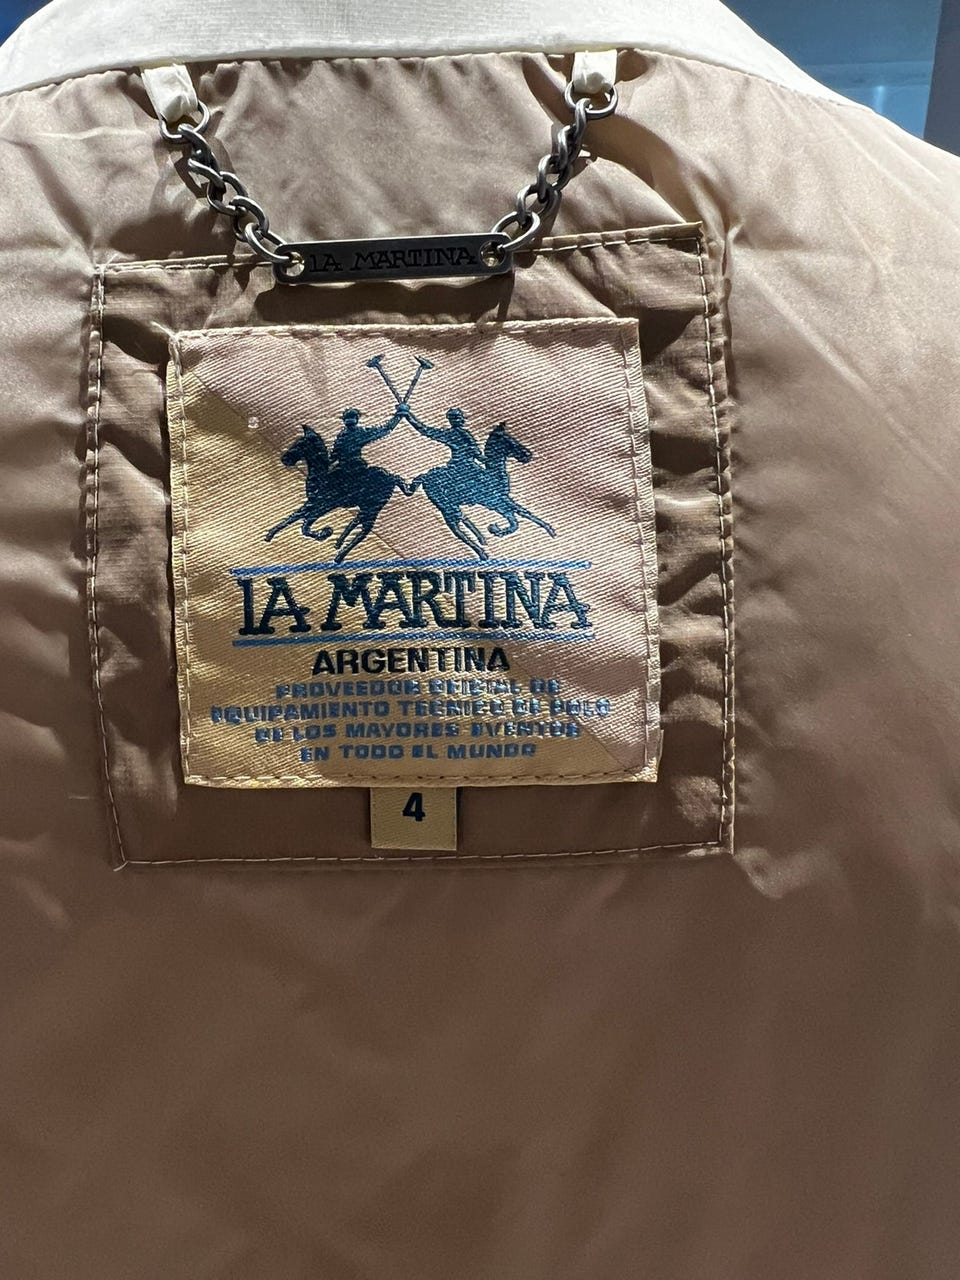 LA MARTINA
LA MARTINA
ARGENTINA
PROVEEDOR OFICIAL DE
EQUIPAMIENTO TECNICO DE POLO
DE LOS MAYORES EVENTOS
EN TODO EL MUNDO
4